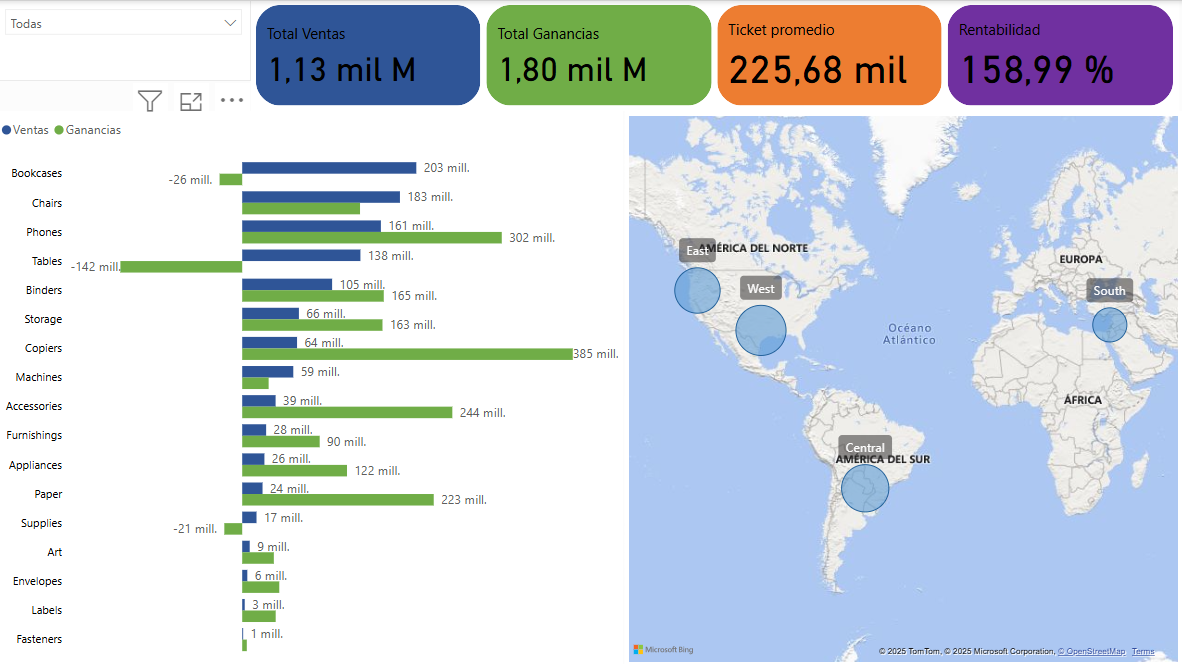 Todas
Total Ventas
1,13 mil M
Total Ganancias
1,80 mil M
Ticket promedio
225,68 mil
Rentabilidad
158,99 %
Ventas Ganancias
Bookcases 203 mill.
-26 mill.
Chairs 183 mill.
Phones 161 mill.
302 mill.
Tables 138 mill.
-142 mill.
Binders 105 mill.
165 mill.
Storage 66 mill.
163 mill.
Copiers 64 mill.
385 mill.
Machines 59 mill.
Accessories 39 mill.
244 mill.
Furnishings 28 mill.
90 mill.
Appliances 26 mill.
122 mill.
Paper 24 mill.
223 mill.
Supplies 17 mill.
-21 mill.
Art 9 mill.
Envelopes 6 mill.
Labels 3 mill.
Fasteners 1 mill.
East
AMÉRICA DEL NORTE
West
EUROPA
South
Océano
Atlántico
ÁFRICA
Central
AMÉRICA DEL SUR
Microsoft Bing
© 2025 TomTom, © 2025 Microsoft Corporation, © OpenStreetMap Terms